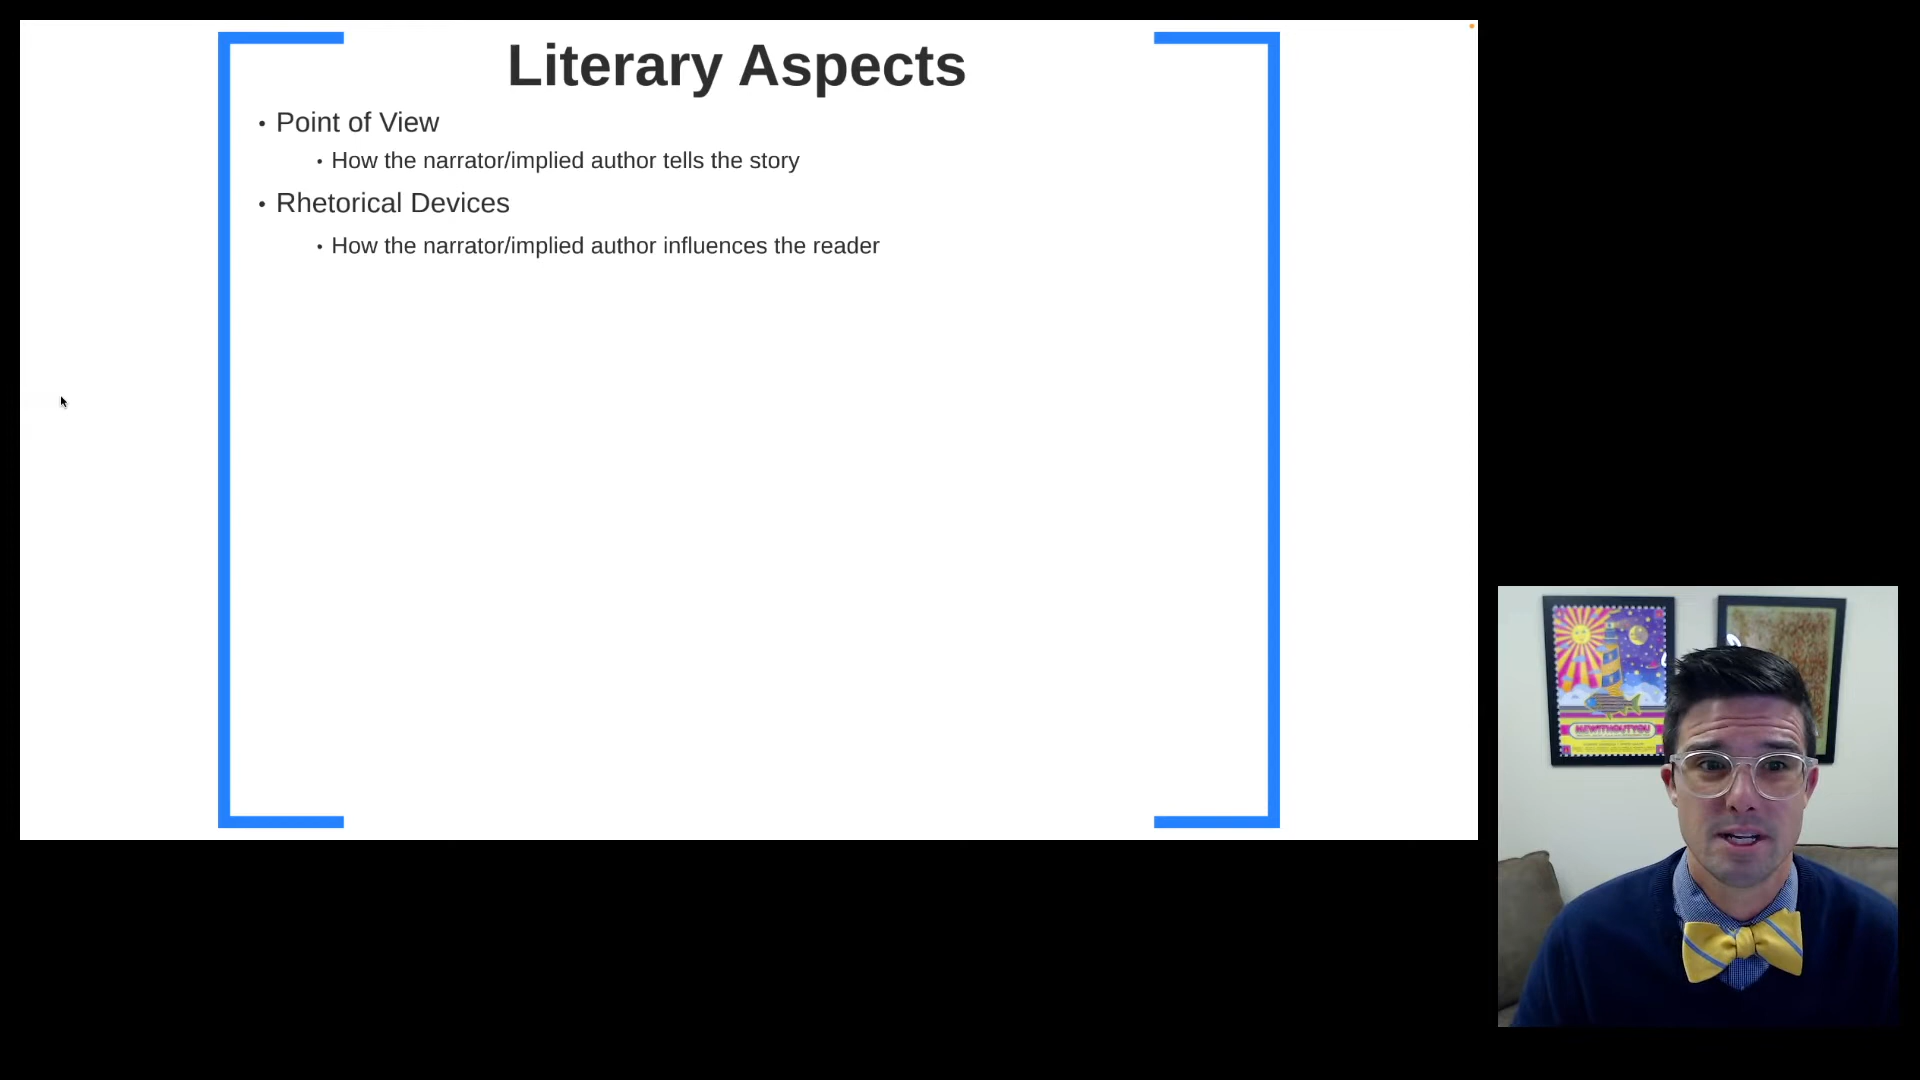 Literary Aspects
• Point of View
• How the narrator/implied author tells the story
• Rhetorical Devices
• How the narrator/implied author influences the reader